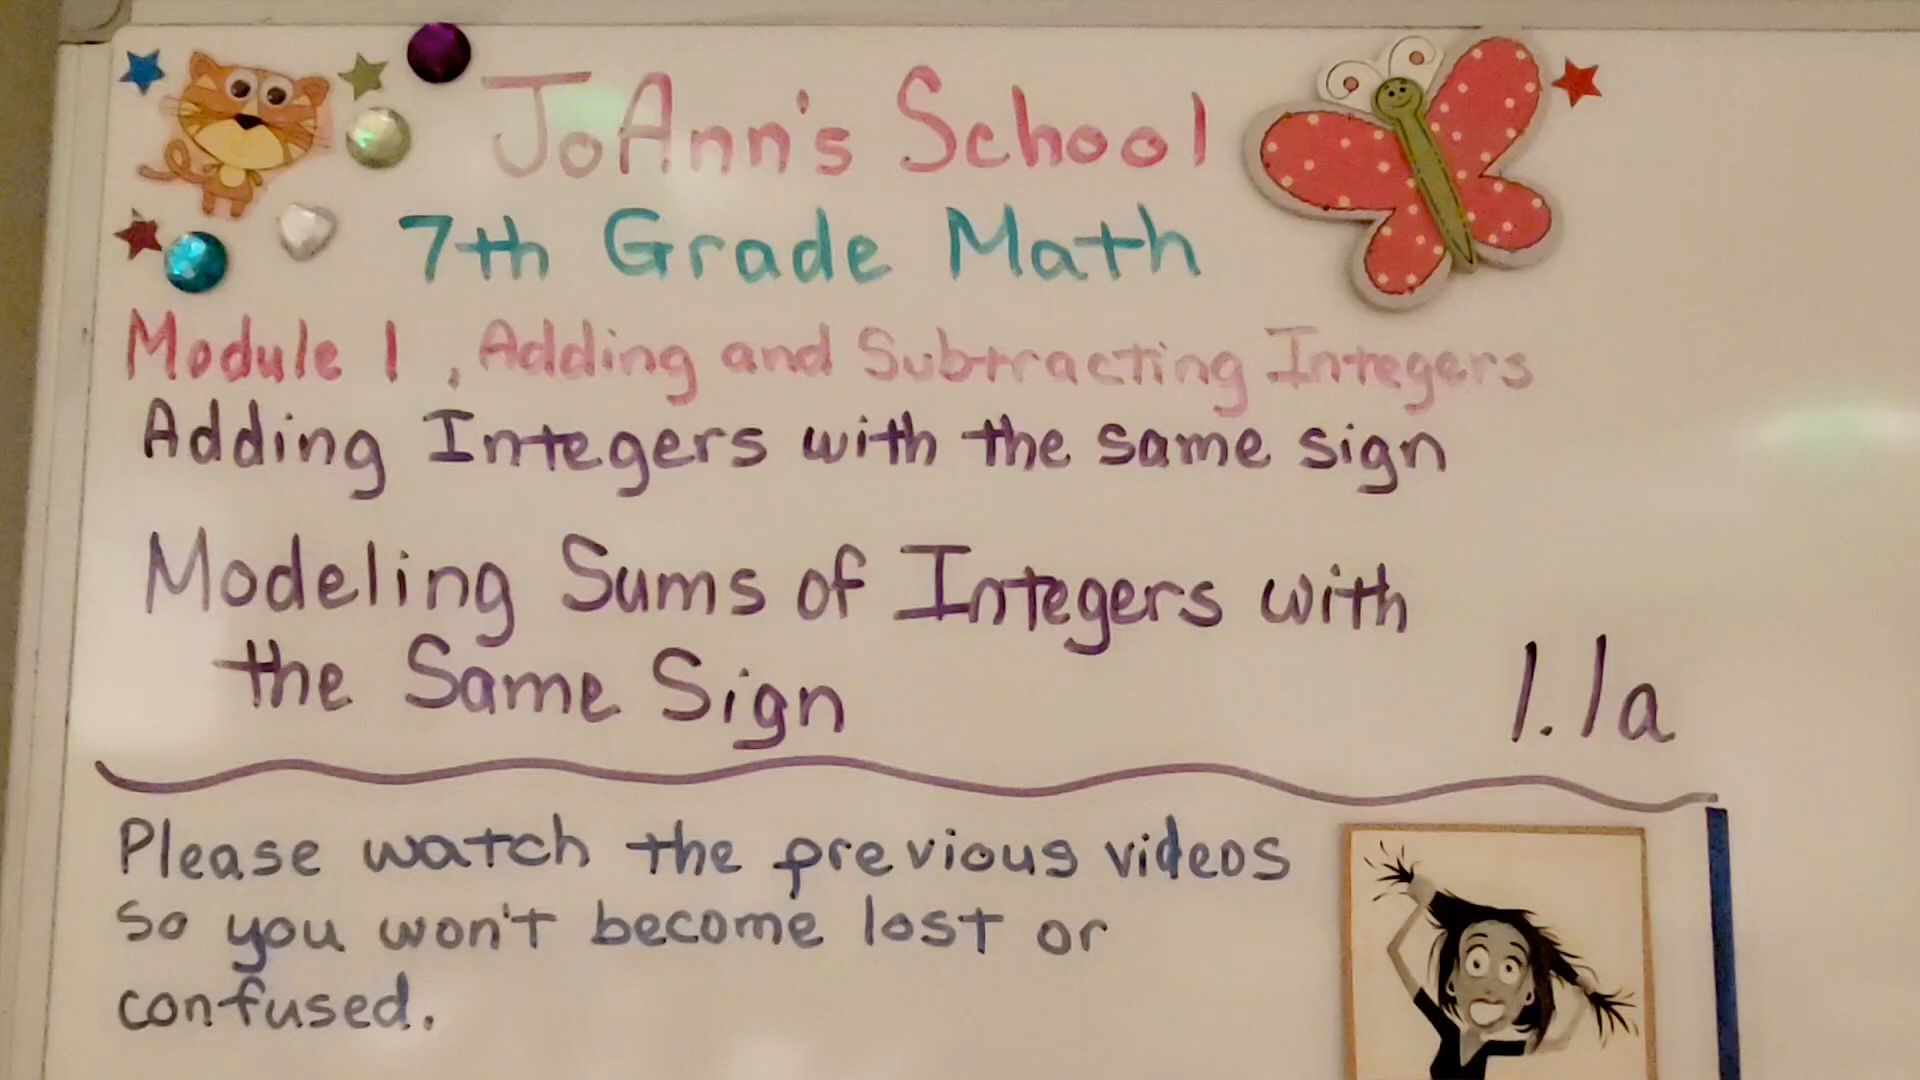 JoAnn's School
7th Grade Math
Module 1, Adding and Subtracting Integers
Adding Integers with the same sign
Modeling Sums of Integers with
the Same Sign
1.1a
Please watch the previous videos
so you won't become lost or
confused.